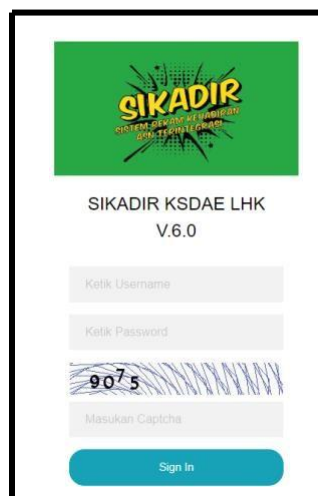 SIKADIR
SISTEM REKAM KEHADIRAN
ASN TERINTEGRASI
SIKADIR KSDAE LHK
V.6.0
Ketik Username
Ketik Password
9075
Masukan Captcha
Sign In